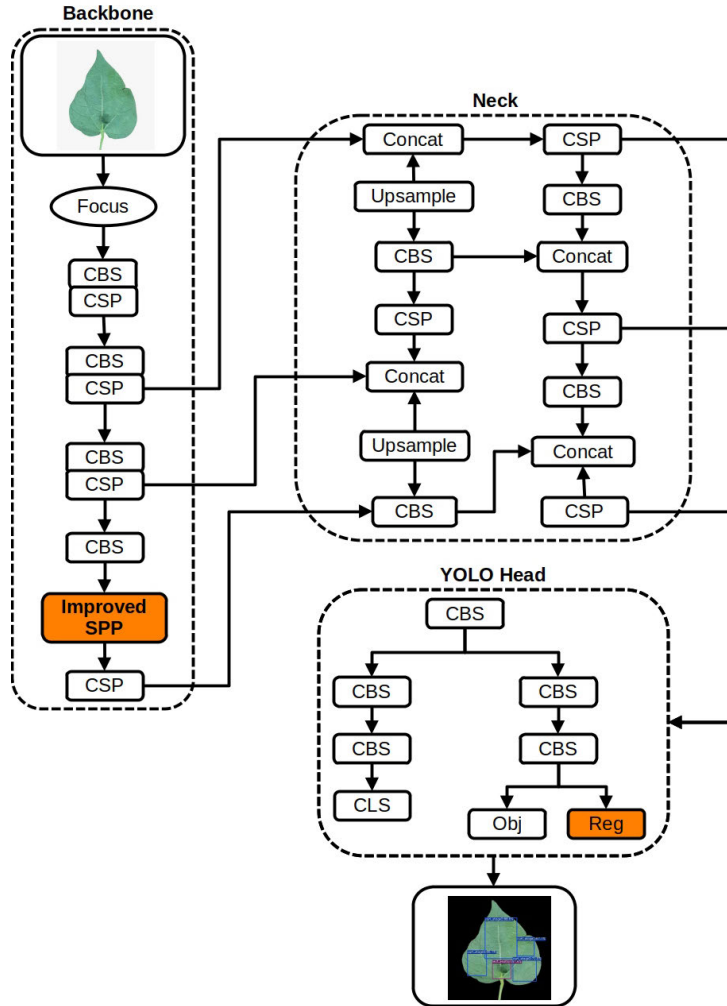 Backbone
Focus
CBS
CSP
CBS
CSP
CBS
CSP
CBS
Improved
SPP
CSP
Neck
Concat
CSP
Upsample
CBS
CBS
Concat
CSP
CSP
Concat
CBS
Upsample
Concat
CBS
CSP
YOLO Head
CBS
CBS
CBS
CBS
CBS
CLS
Obj
Reg